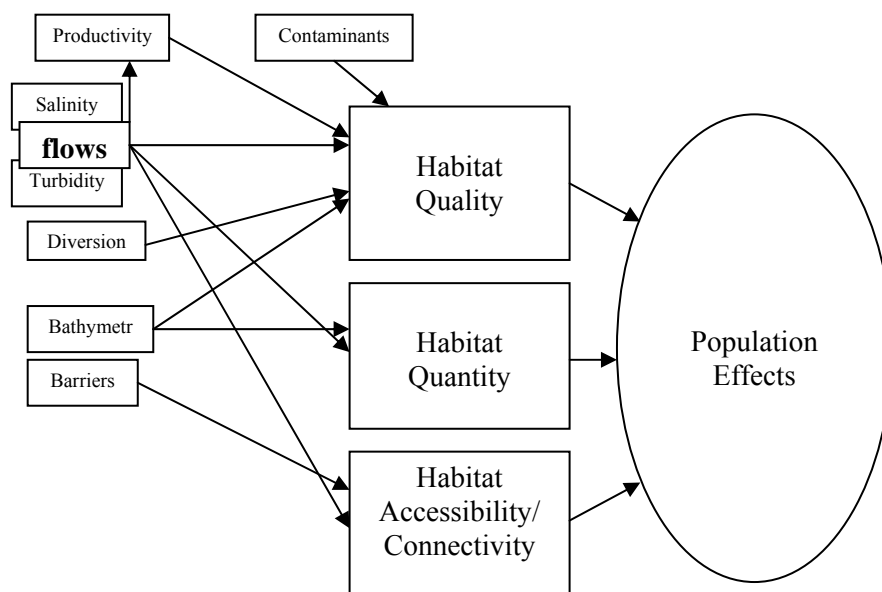 Productivity
Contaminants
Salinity
flows
Turbidity
Diversion
Bathymetr
Barriers
Habitat
Quality
Habitat
Quantity
Habitat
Accessibility/
Connectivity
Population
Effects